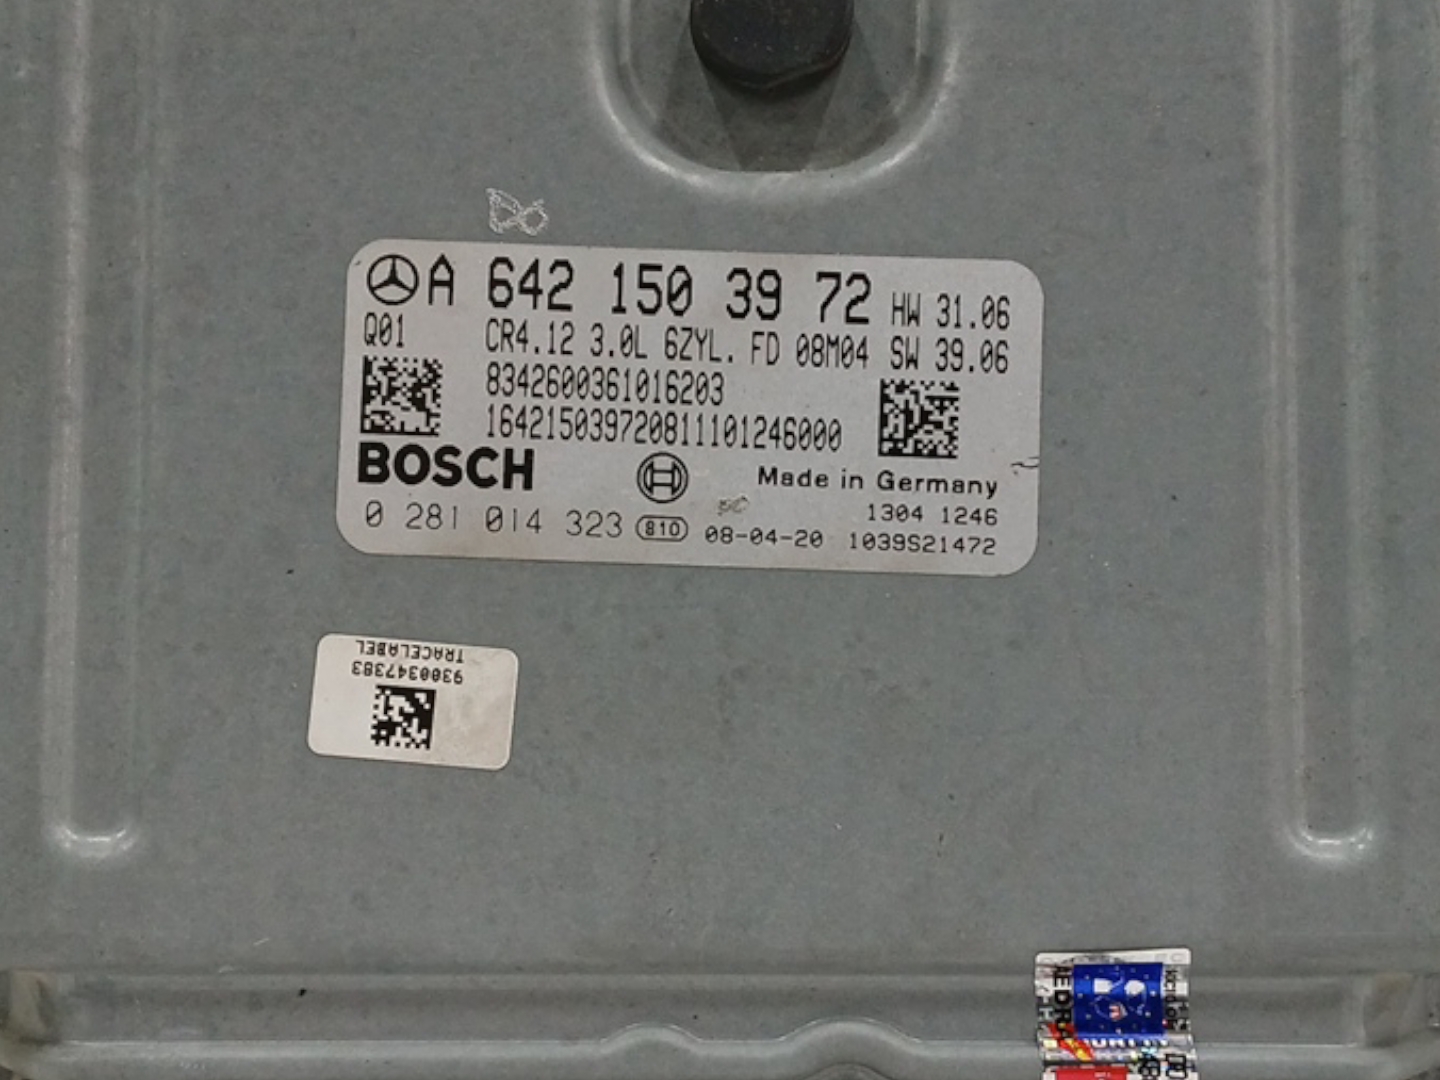 A 642 150 39 72 HW 31.06
Q01 CR4.12 3.0L 6ZYL. FD 08M04 SW 39.06
8342600361016203
164215039720811101246000
BOSCH Made in Germany
1304 1246
0 281 014 323 810 08-04-20 1039S21472
TRACELABEL
9300347383